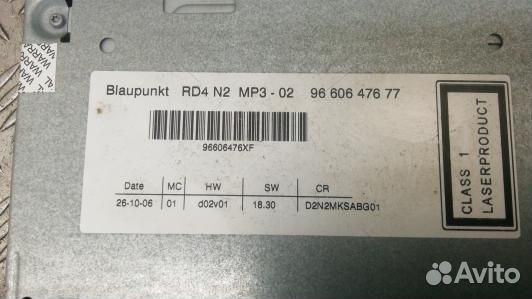 Blaupunkt RD4 N2 MP3 - 02 96 606 476 77
96606476XF
Date MC HW SW CR
26-10-06 01 d02v01 18.30 D2N2MKSABG01
CLASS 1
LASERPRODUCT
Avito